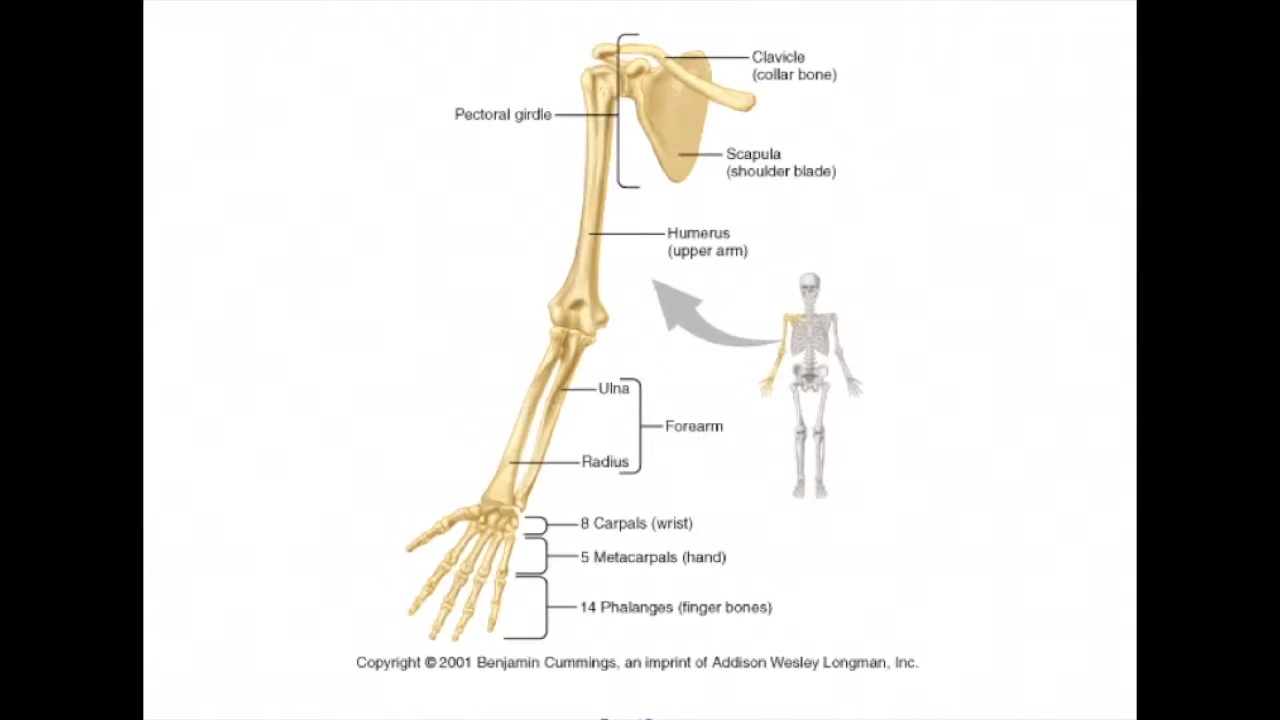 Clavicle
(collar bone)
Pectoral girdle
Scapula
(shoulder blade)
Humerus
(upper arm)
Ulna
Forearm
Radius
8 Carpals (wrist)
5 Metacarpals (hand)
14 Phalanges (finger bones)
Copyright © 2001 Benjamin Cummings, an imprint of Addison Wesley Longman, Inc.